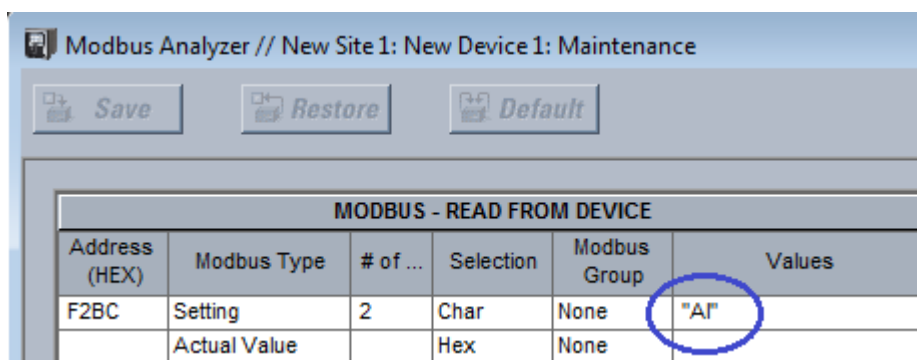 Modbus Analyzer // New Site 1: New Device 1: Maintenance
Save Restore Default
MODBUS - READ FROM DEVICE
Address (HEX) Modbus Type # of ... Selection Modbus Group Values
F2BC Setting 2 Char None "Al"
Actual Value Hex None